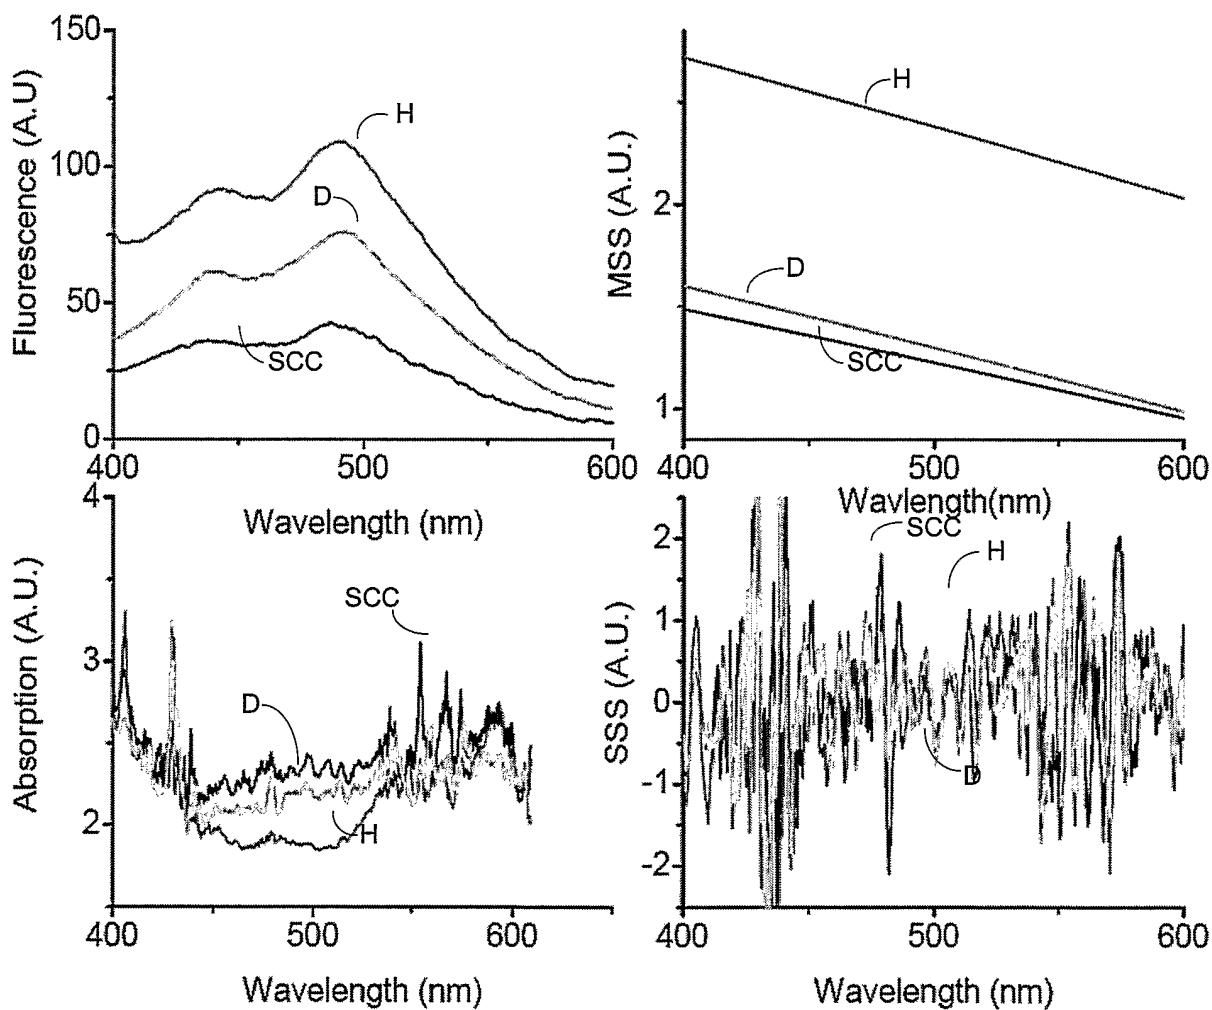 150
100
50
0
Fluorescence (A.U)
H
D
SCC
400
500
600
Wavelength (nm)
2
1
MSS (A.U.)
H
D
SCC
400
500
600
Wavlength(nm)
4
3
2
Absorption (A.U.)
SCC
D
H
400
500
600
Wavelength (nm)
2
1
0
-1
-2
SSS (A.U.)
SCC
H
D
400
500
600
Wavelength (nm)